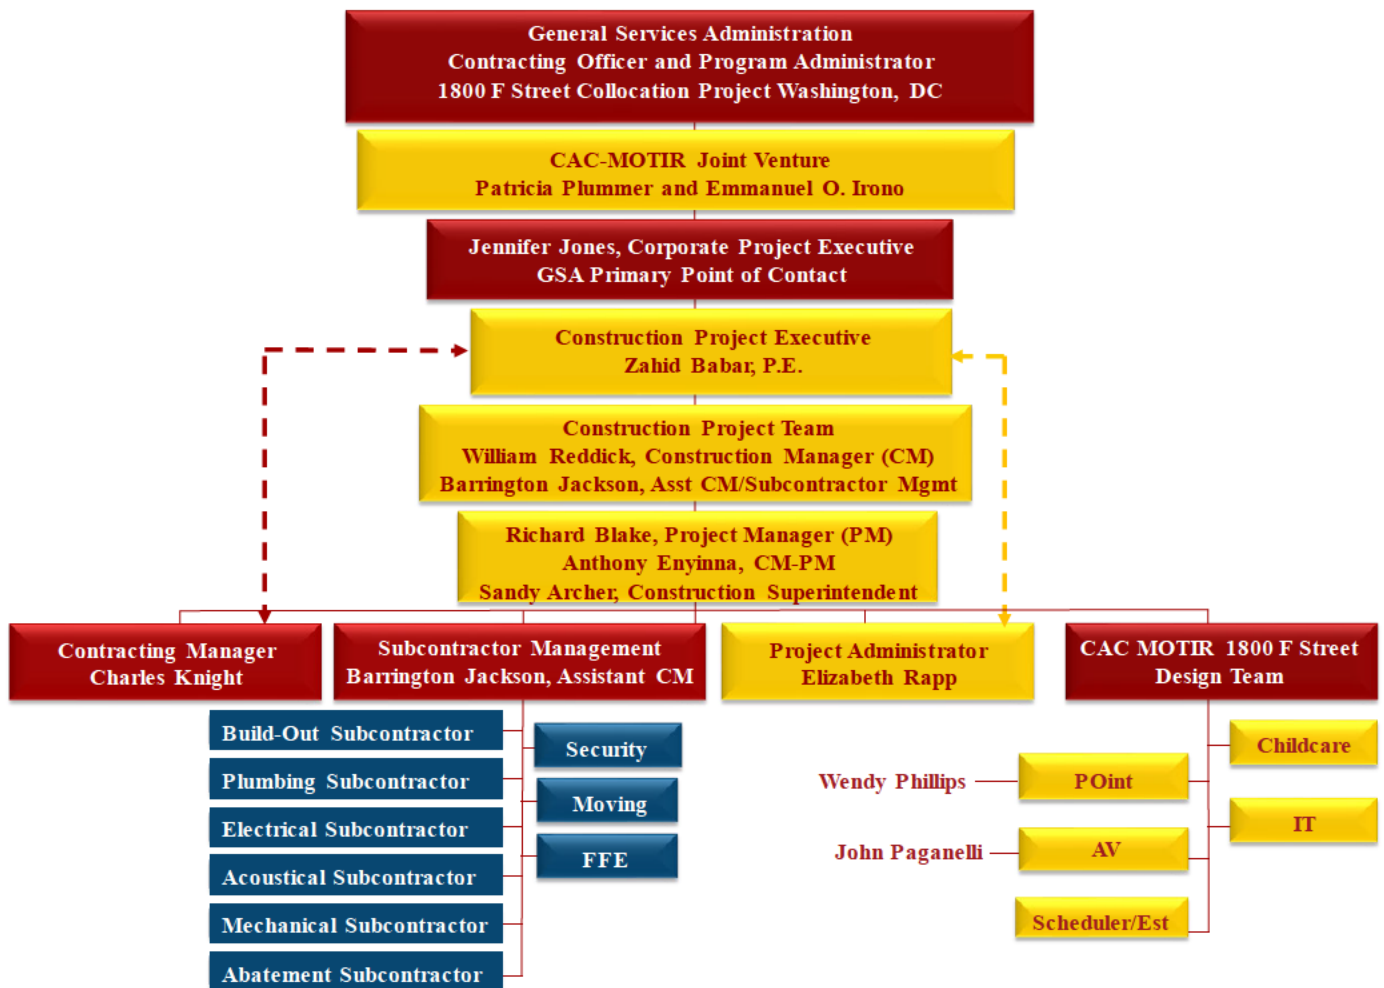 General Services Administration
Contracting Officer and Program Administrator
1800 F Street Collocation Project Washington, DC
CAC-MOTIR Joint Venture
Patricia Plummer and Emmanuel O. Irono
Jennifer Jones, Corporate Project Executive
GSA Primary Point of Contact
Construction Project Executive
Zahid Babar, P.E.
Construction Project Team
William Reddick, Construction Manager (CM)
Barrington Jackson, Asst CM/Subcontractor Mgmt
Richard Blake, Project Manager (PM)
Anthony Enyinna, CM-PM
Sandy Archer, Construction Superintendent
Contracting Manager
Charles Knight
Subcontractor Management
Barrington Jackson, Assistant CM
Project Administrator
Elizabeth Rapp
CAC MOTIR 1800 F Street
Design Team
Build-Out Subcontractor
Plumbing Subcontractor
Electrical Subcontractor
Acoustical Subcontractor
Mechanical Subcontractor
Abatement Subcontractor
Security
Moving
FFE
Wendy Phillips
POint
John Paganelli
AV
Scheduler/Est
Childcare
IT